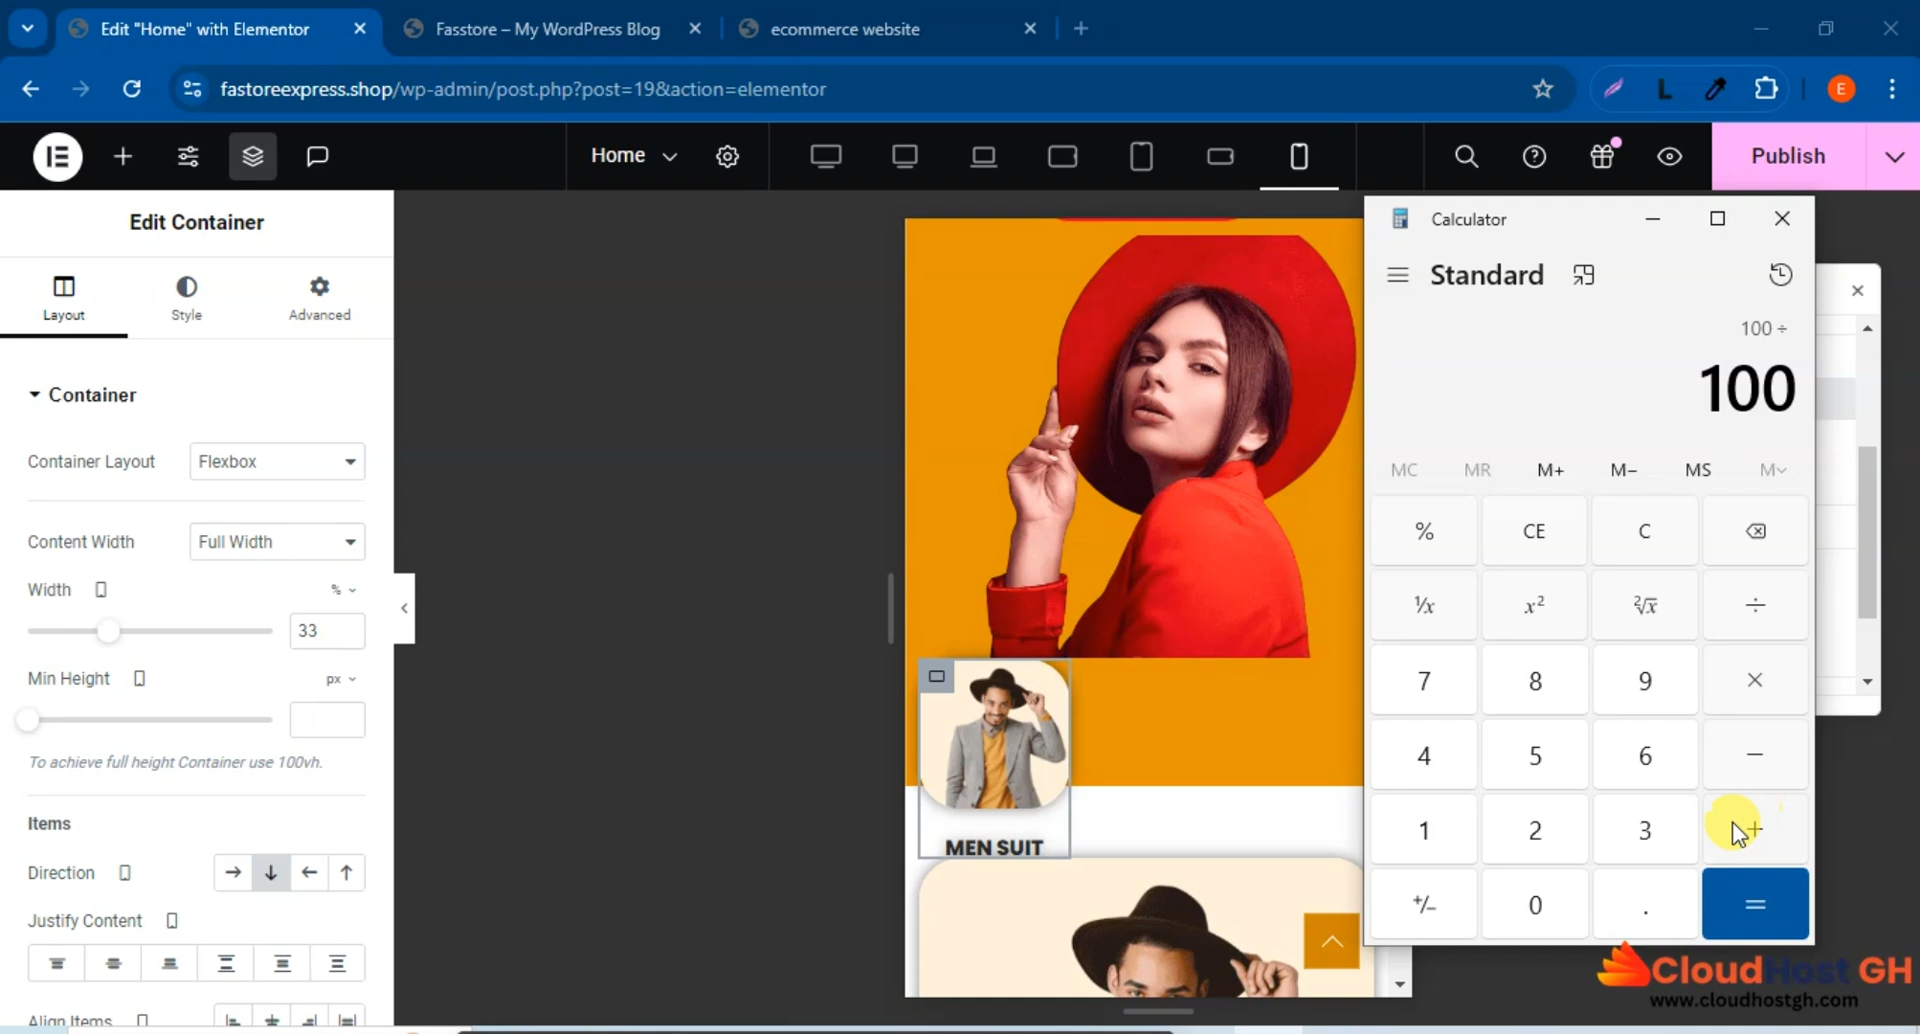 Edit "Home" with Elementor
Fasstore – My WordPress Blog
ecommerce website
fastoreexpress.shop/wp-admin/post.php?post=19&action=elementor
L
E
Home
Publish
Edit Container
Layout
Style
Advanced
Container
Container Layout
Flexbox
Content Width
Full Width
Width
%
33
Min Height
px
To achieve full height Container use 100vh.
Items
Direction
Justify Content
Align Items
MEN SUIT
Calculator
Standard
100 ÷
100
MC MR M+ M− MS M
% CE C
¹/x x² ²√x ÷
7 8 9 ×
4 5 6 −
1 2 3 +
+/− 0 . =
CloudHost GH
www.cloudhostgh.com